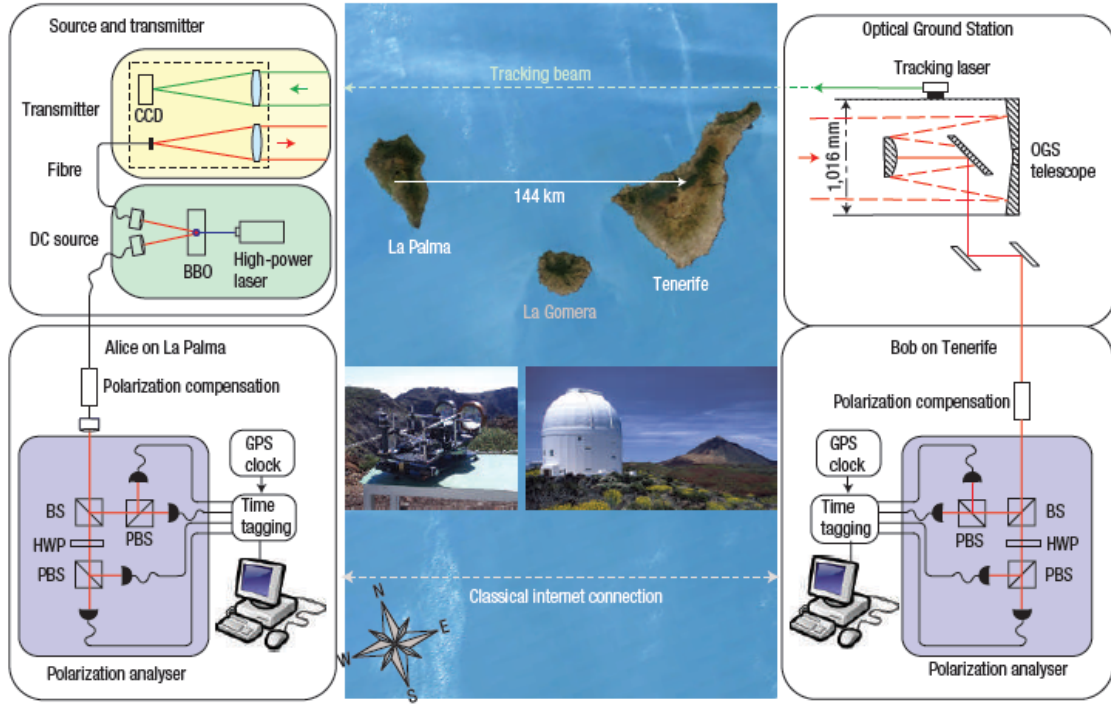 Source and transmitter
CCD
Transmitter
Fibre
DC source
BBO
High-power
laser
Alice on La Palma
Polarization compensation
GPS
clock
Time
tagging
BS
PBS
HWP
PBS
Polarization analyser
Tracking beam
144 km
La Palma
Tenerife
La Gomera
Classical internet connection
N
E
W
S
Optical Ground Station
Tracking laser
1,016 mm
OGS
telescope
Bob on Tenerife
Polarization compensation
GPS
clock
Time
tagging
BS
PBS
HWP
PBS
Polarization analyser